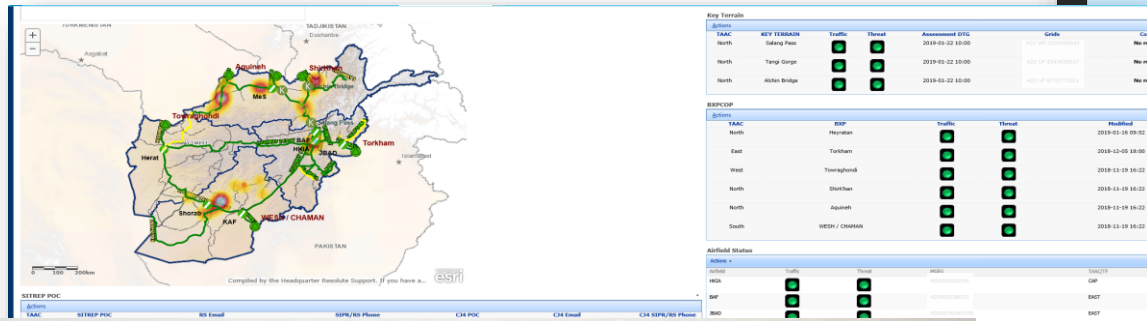 TADJIKISTAN
Dushanbe
Asgabat
+
−
Aquineh
ShirKhan
MeS
K
K
Bridge
Towraghondi
Salang Pass
BAF
HKIA
JBAD
Torkham
Herat
Islamabad
Shorab
KAF
WESH / CHAMAN
PAKISTAN
0 100 200km
Compiled by the Headquarter Resolute Support. If you have a...
esri
SITREP POC
Actions
TAAC SITREP POC RS Email SIPR/RS Phone CJ4 POC CJ4 Email CJ4 SIPR/RS Phone
Key Terrain
Actions
TAAC KEY TERRAIN Traffic Threat Assessment DTG Grids
North Salang Pass 2019-01-22 10:00 No
North Tangi Gorge 2019-01-22 10:00 No
North Alchin Bridge 2019-01-22 10:00 No
BXPCOP
Actions
TAAC BXP Traffic Threat Modified
North Hayratan 2019-01-16 09:52
East Torkham 2018-12-05 18:00
West Towraghondi 2018-11-19 16:22
North ShirKhan 2018-11-19 16:22
North Aquineh 2018-11-19 16:22
South WESH / CHAMAN 2018-11-19 16:22
Airfield Status
Actions
Airfield Traffic Threat MGRS TAAC/TF
HKIA CAP
BAF EAST
JBAD EAST